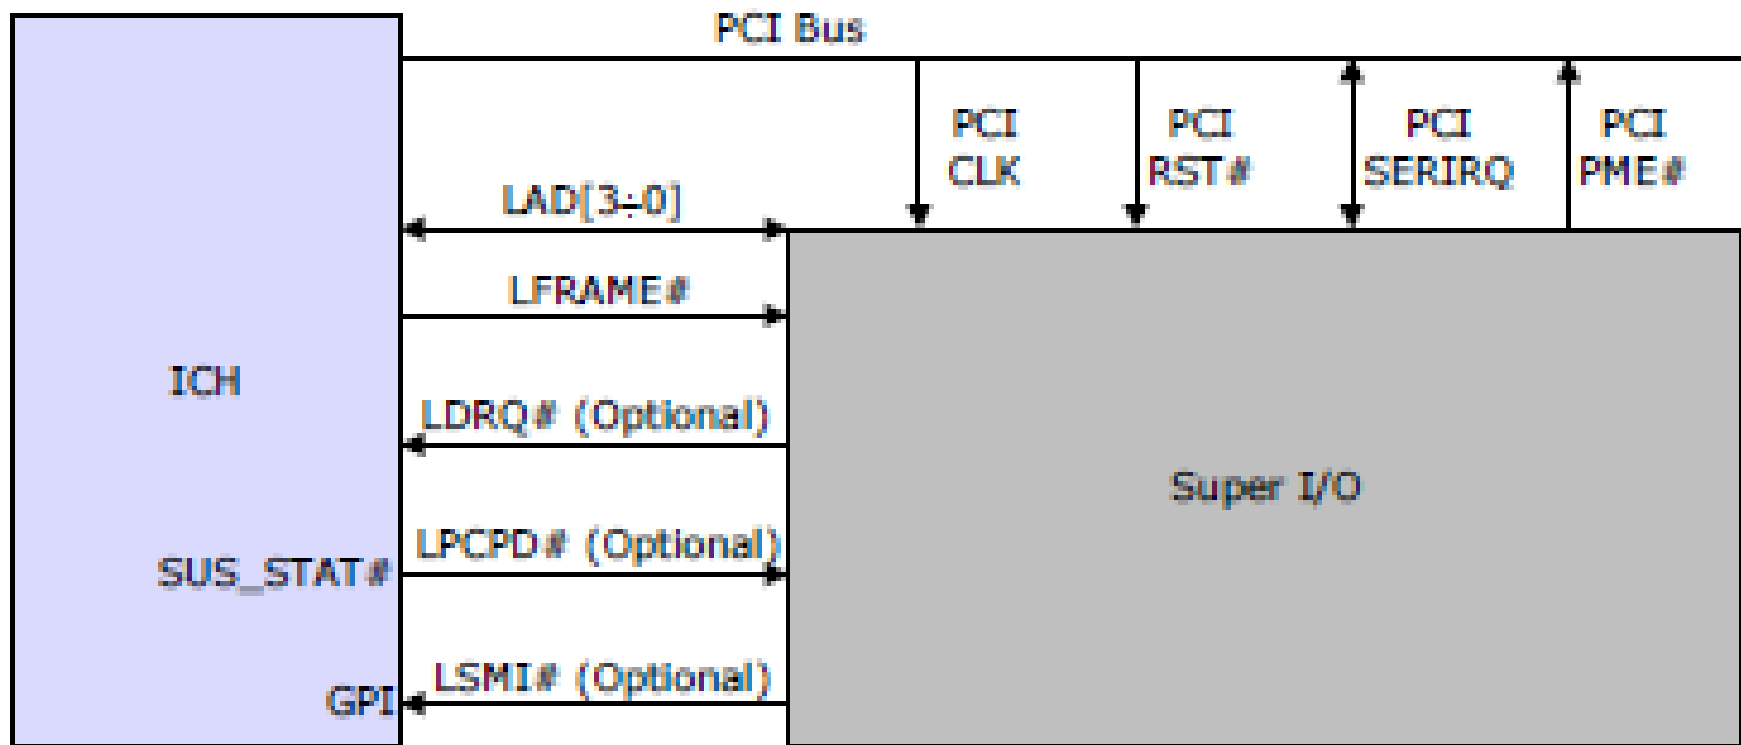 PCI Bus
PCI CLK
PCI RST#
PCI SERIRQ
PCI PME#
LAD[3÷0]
LFRAME#
ICH
LDRQ# (Optional)
Super I/O
LPCPD# (Optional)
SUS_STAT#
LSMI# (Optional)
GPI